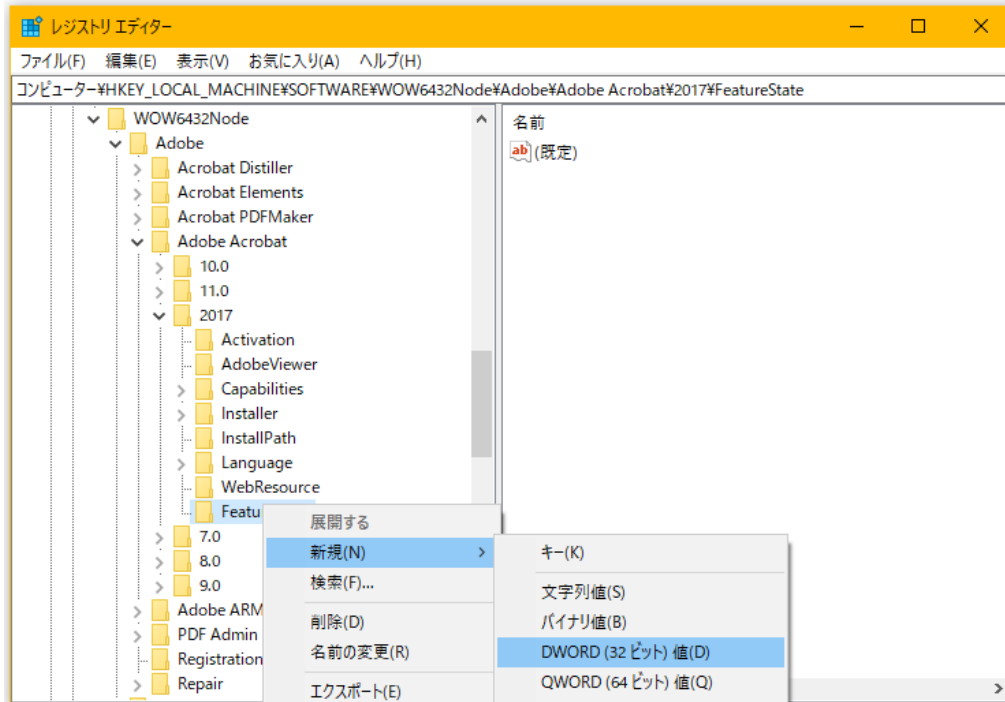 レジストリ エディター
ファイル(F) 編集(E) 表示(V) お気に入り(A) ヘルプ(H)
コンピューター¥HKEY_LOCAL_MACHINE¥SOFTWARE¥WOW6432Node¥Adobe¥Adobe Acrobat¥2017¥FeatureState
WOW6432Node
Adobe
Acrobat Distiller
Acrobat Elements
Acrobat PDFMaker
Adobe Acrobat
10.0
11.0
2017
Activation
AdobeViewer
Capabilities
Installer
InstallPath
Language
WebResource
Featu
7.0
8.0
9.0
Adobe ARM
PDF Admin
Registration
Repair
名前
ab (既定)
展開する
新規(N)
検索(F)...
削除(D)
名前の変更(R)
エクスポート(E)
キー(K)
文字列値(S)
バイナリ値(B)
DWORD (32 ビット) 値(D)
QWORD (64 ビット) 値(Q)